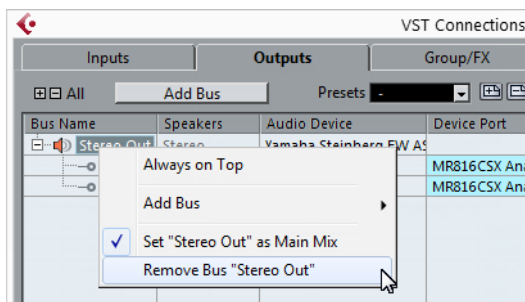 VST Connections
Inputs Outputs Group/FX
All Add Bus Presets -
Bus Name Speakers Audio Device Device Port
Stereo Out Stereo Yamaha Steinberg FW AS
MR816CSX Ana
MR816CSX Ana
Always on Top
Add Bus
Set "Stereo Out" as Main Mix
Remove Bus "Stereo Out"